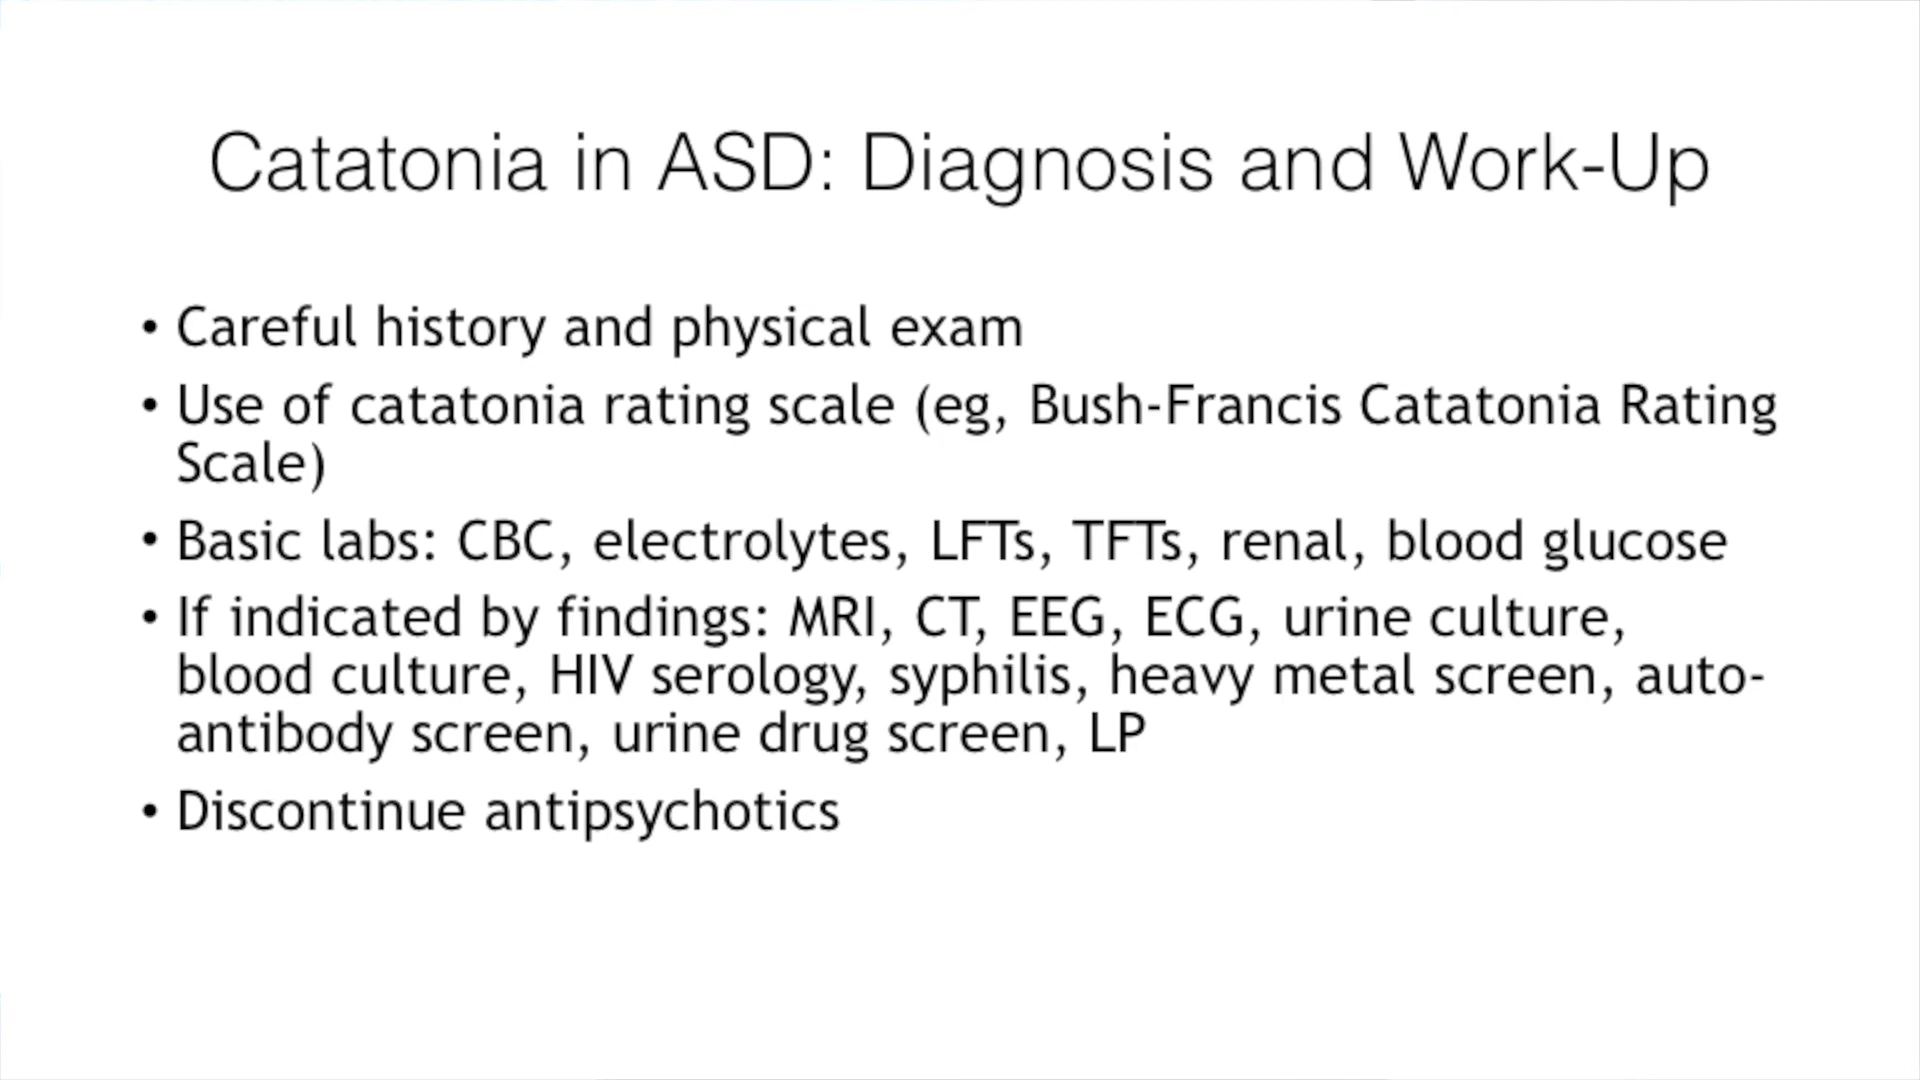 Catatonia in ASD: Diagnosis and Work-Up
• Careful history and physical exam
• Use of catatonia rating scale (eg, Bush-Francis Catatonia Rating
Scale)
• Basic labs: CBC, electrolytes, LFTs, TFTs, renal, blood glucose
• If indicated by findings: MRI, CT, EEG, ECG, urine culture,
blood culture, HIV serology, syphilis, heavy metal screen, auto-
antibody screen, urine drug screen, LP
• Discontinue antipsychotics